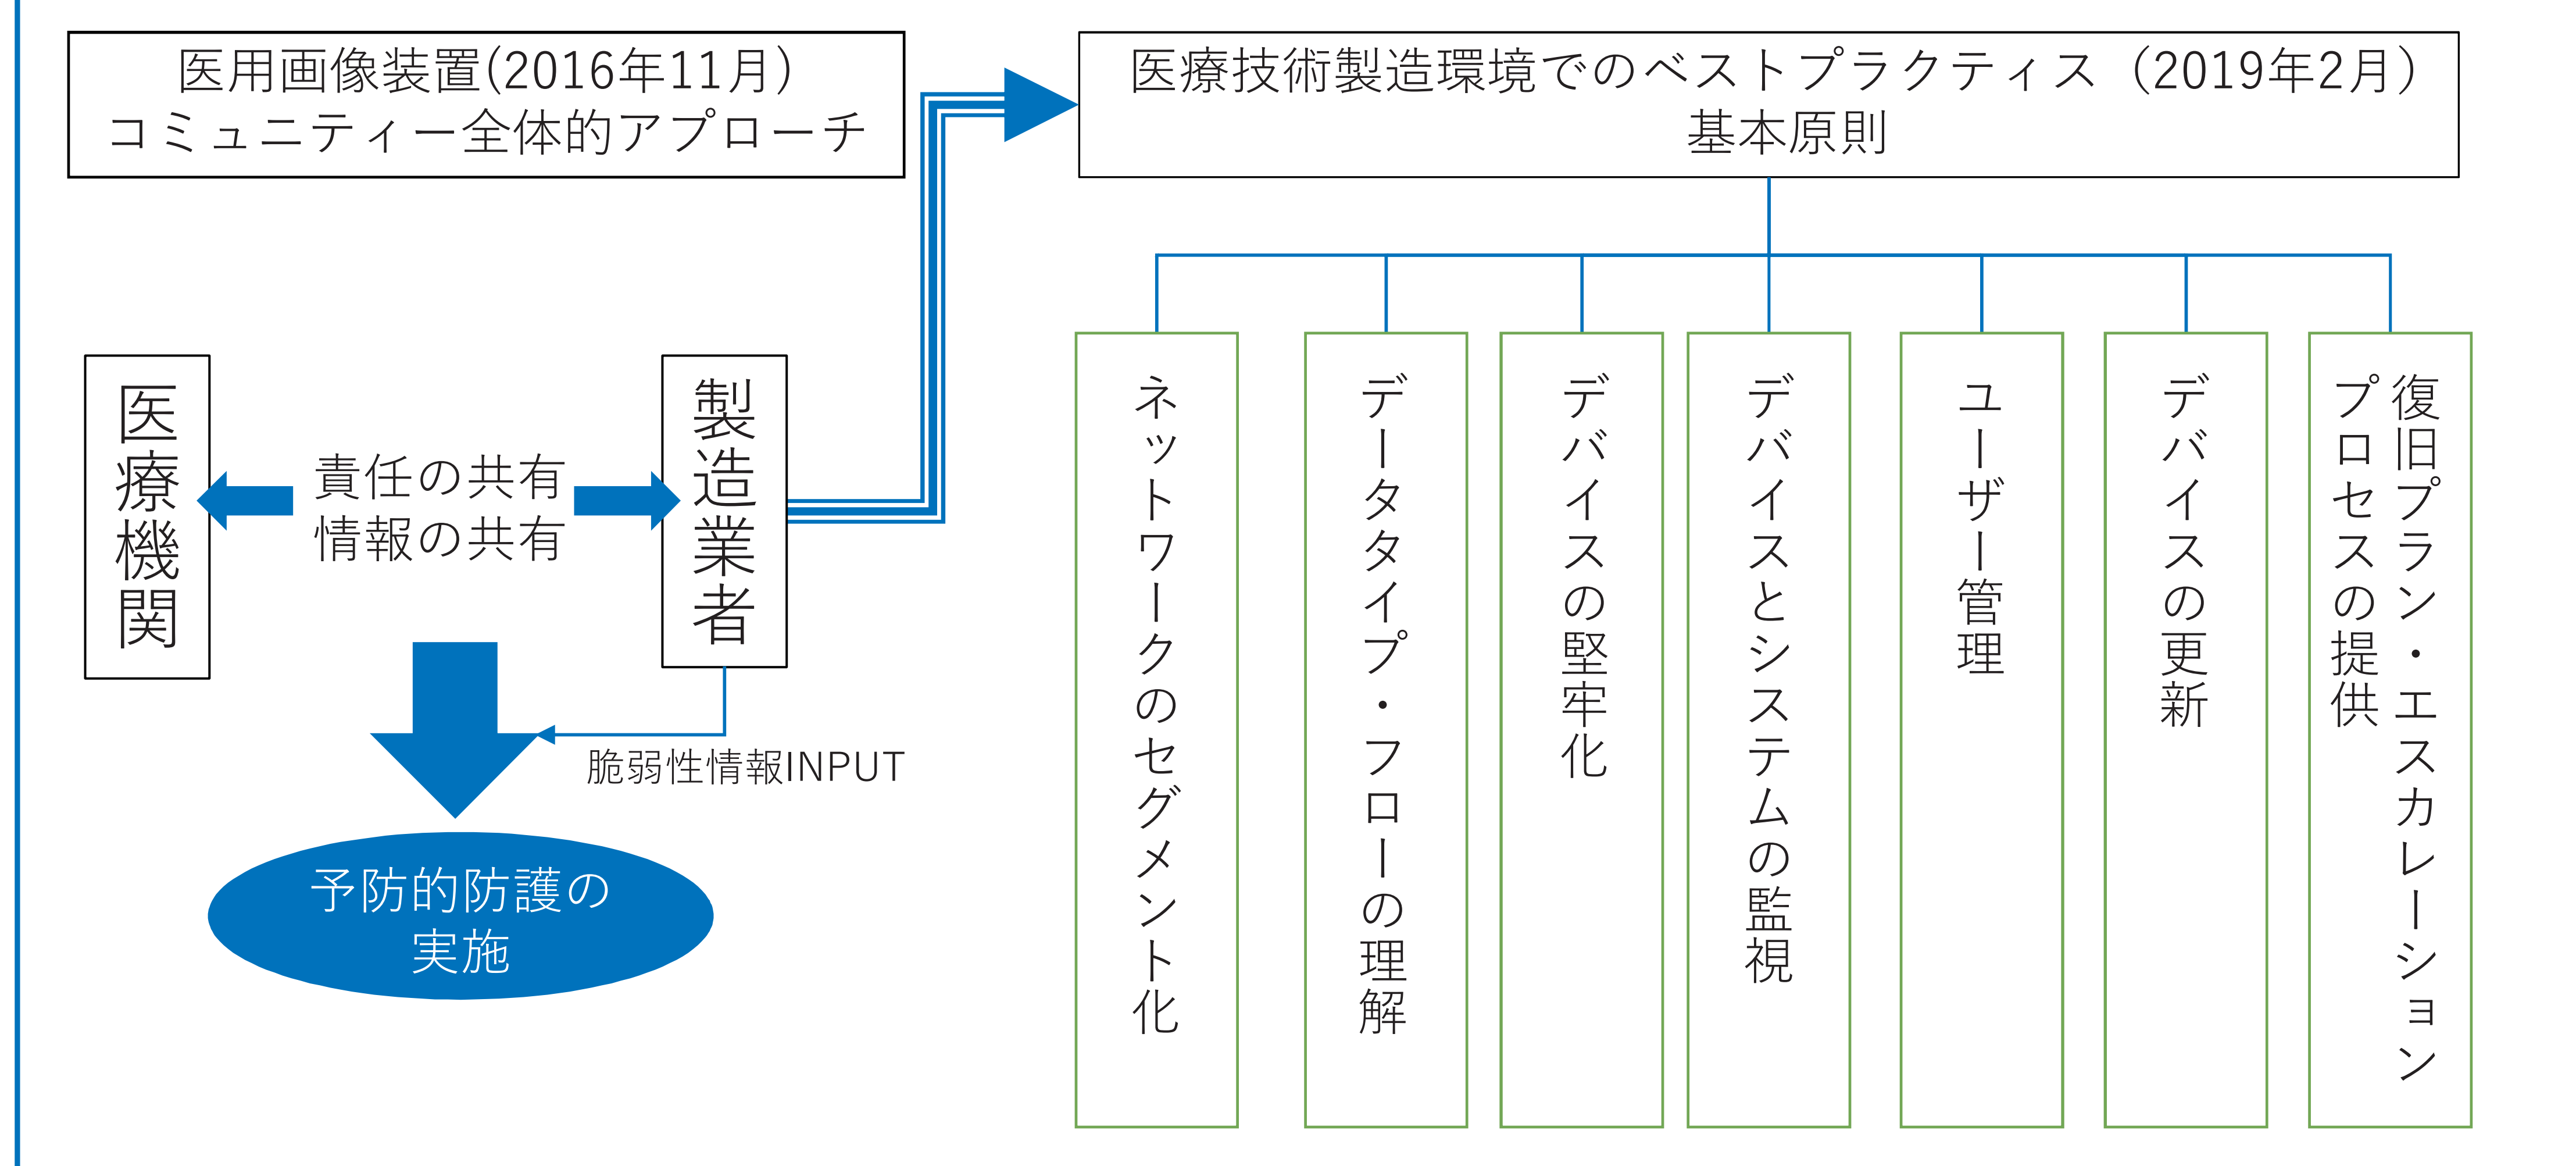 医用画像装置(2016年11月)
コミュニティー全体的アプローチ
医療機関
責任の共有
情報の共有
製造業者
脆弱性情報INPUT
予防的防護の
実施
医療技術製造環境でのベストプラクティス（2019年2月）
基本原則
ネットワークのセグメント化
データタイプ・フローの理解
デバイスの堅牢化
デバイスとシステムの監視
ユーザー管理
デバイスの更新
復旧プラン・エスカレーション
プロセスの提供